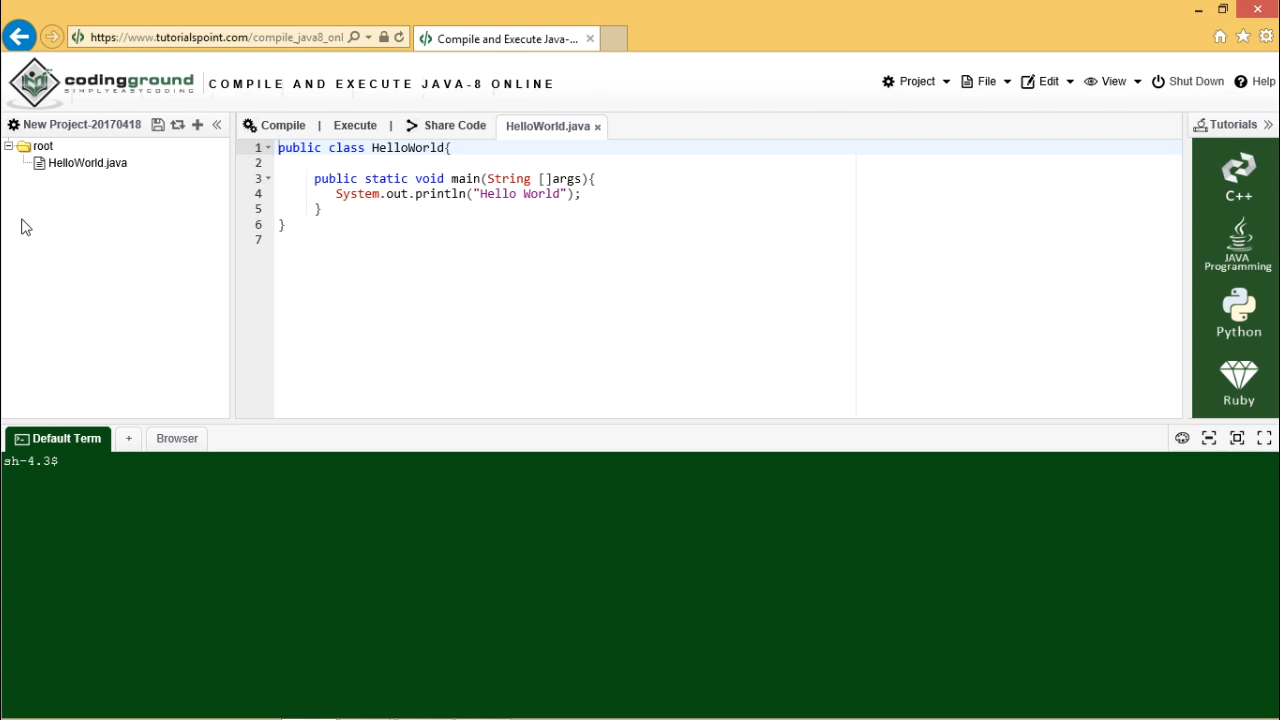 https://www.tutorialspoint.com/compile_java8_onl
Compile and Execute Java-...
codingground
SIMPLYEASYCODING
COMPILE AND EXECUTE JAVA-8 ONLINE
Project
File
Edit
View
Shut Down
Help
New Project-20170418
Compile | Execute | Share Code
HelloWorld.java
Tutorials
root
HelloWorld.java
1 public class HelloWorld{
2
3 public static void main(String []args){
4 System.out.println("Hello World");
5 }
6 }
7
C++
JAVA
Programming
Python
Ruby
Default Term
+
Browser
sh-4.3$